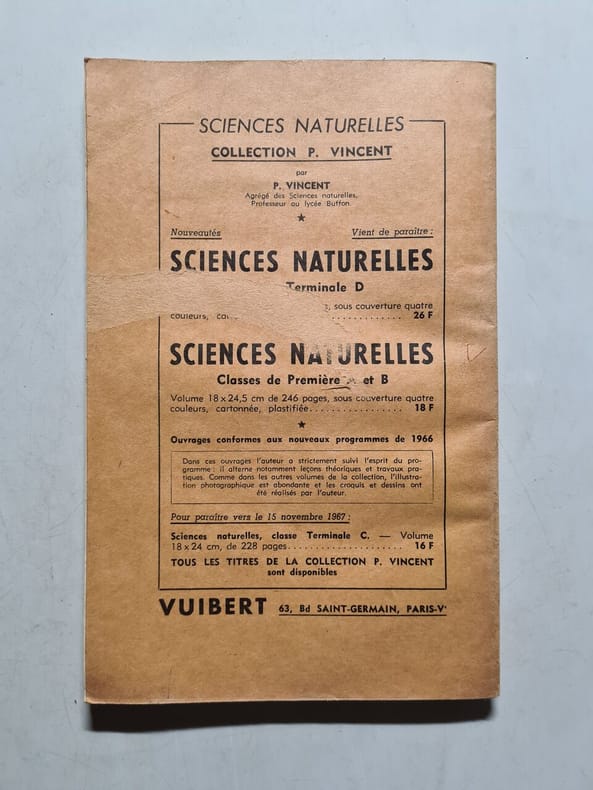 SCIENCES NATURELLES
COLLECTION P. VINCENT
par
P. VINCENT
Agrégé des Sciences naturelles,
Professeur au lycée Buffon.
★
Nouveautés Vient de paraître :
SCIENCES NATURELLES
Terminale D
, sous couverture quatre
couleurs, .............. 26 F
SCIENCES NATURELLES
Classes de Première et B
Volume 18 x 24,5 cm de 246 pages, sous couverture quatre
couleurs, cartonnée, plastifiée................. 18 F
★
Ouvrages conformes aux nouveaux programmes de 1966
Dans ces ouvrages l'auteur a strictement suivi l'esprit du pro-
gramme : il alterne notamment leçons théoriques et travaux pra-
tiques. Comme dans les autres volumes de la collection, l'illustra-
tion photographique est abondante et les croquis et dessins ont
été réalisés par l'auteur.
Pour paraître vers le 15 novembre 1967 :
Sciences naturelles, classe Terminale C. — Volume
18 x 24 cm, de 228 pages..................... 16 F
TOUS LES TITRES DE LA COLLECTION P. VINCENT
sont disponibles
VUIBERT 63, Bd SAINT-GERMAIN, PARIS-Vᵉ